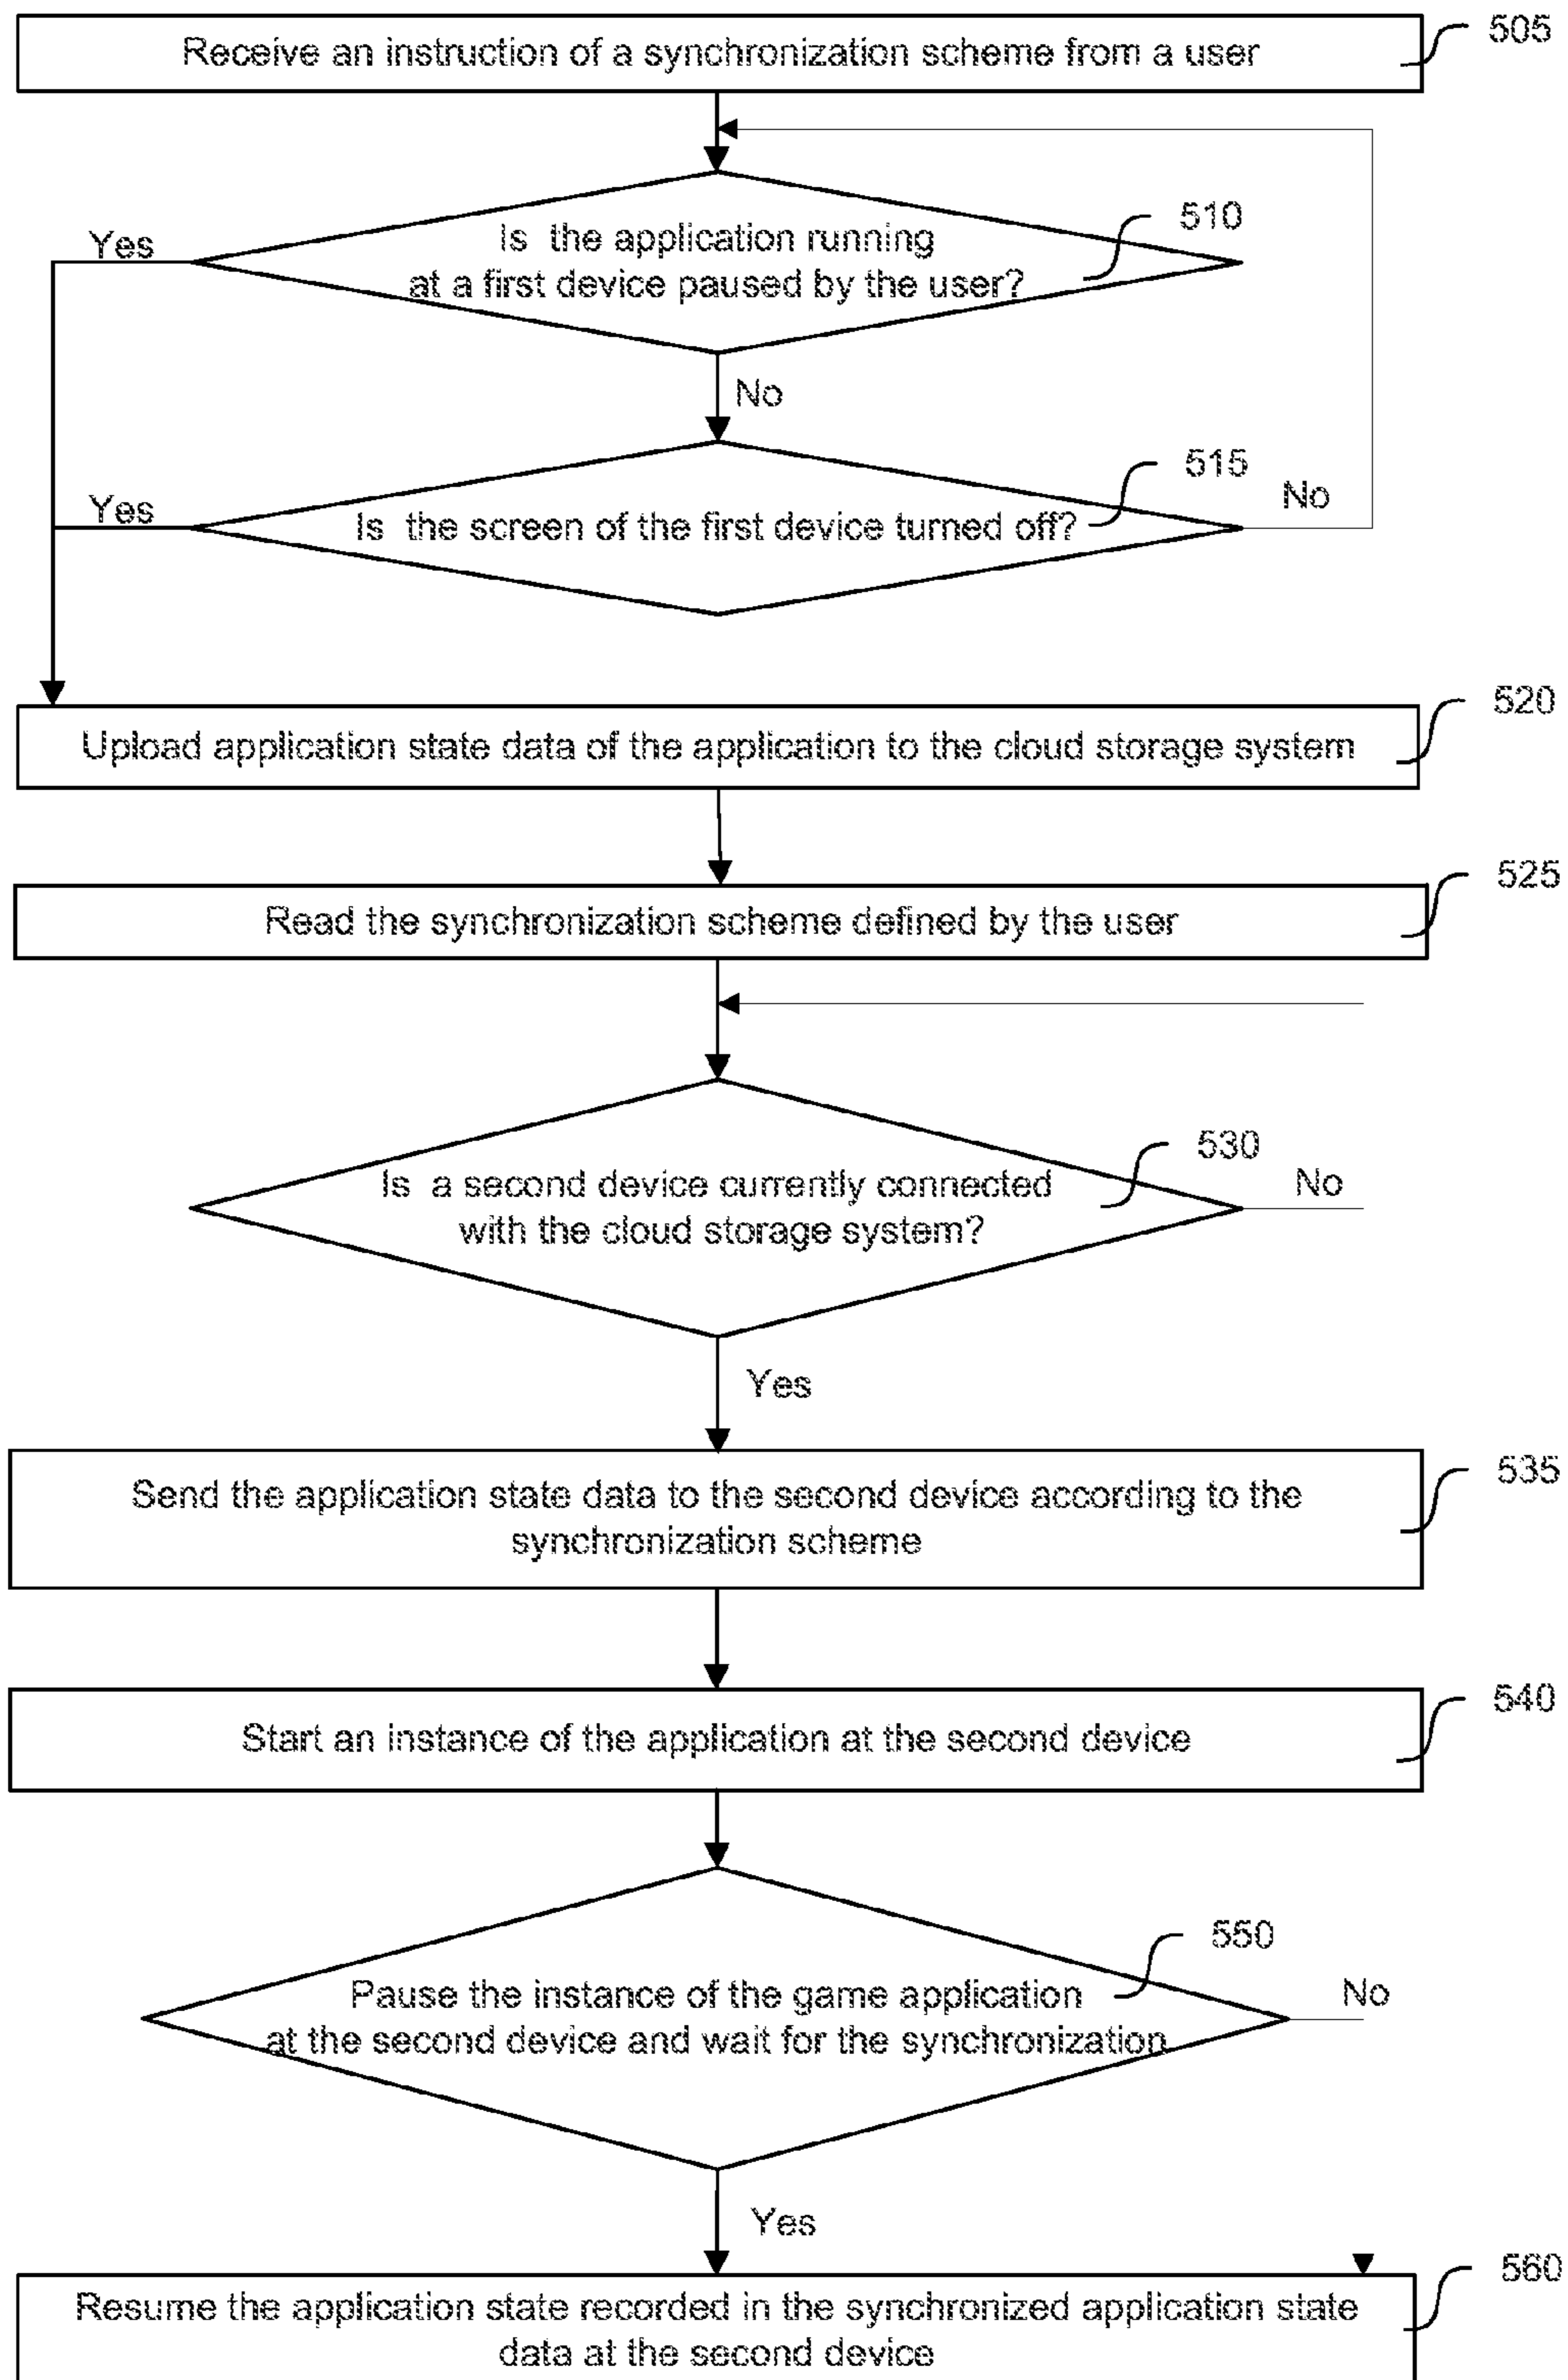 Receive an instruction of a synchronization scheme from a user
505
Is the application running
at a first device paused by the user?
510
Yes
No
Is the screen of the first device turned off?
515
Yes
No
Upload application state data of the application to the cloud storage system
520
Read the synchronization scheme defined by the user
525
Is a second device currently connected
with the cloud storage system?
530
No
Yes
Send the application state data to the second device according to the
synchronization scheme
535
Start an instance of the application at the second device
540
Pause the instance of the game application
at the second device and wait for the synchronization
550
No
Yes
Resume the application state recorded in the synchronized application state
data at the second device
560